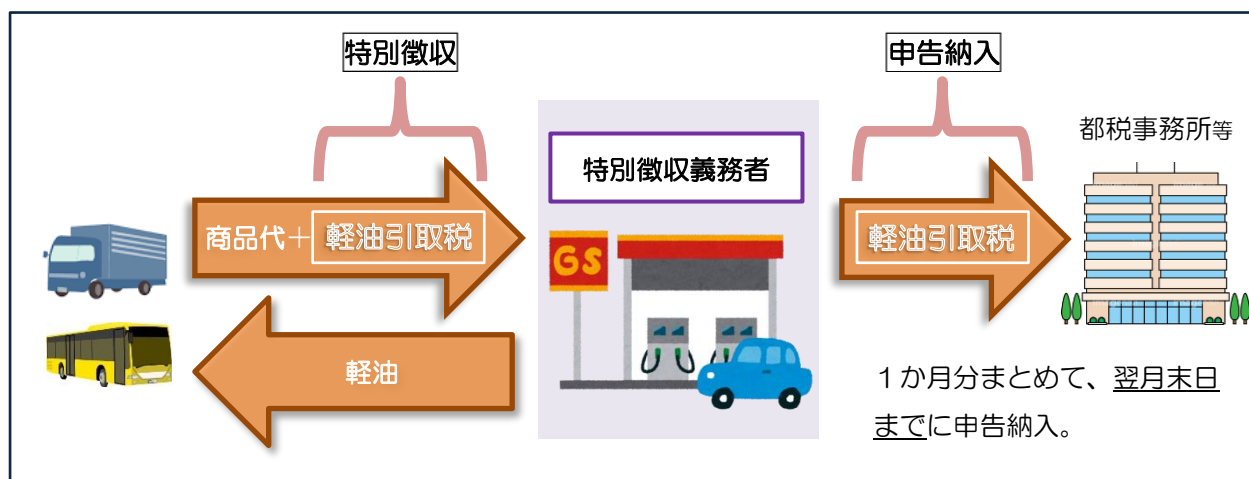 特別徴収
申告納入
都税事務所等
特別徴収義務者
商品代＋軽油引取税
GS
軽油引取税
軽油
１か月分まとめて、翌月末日
までに申告納入。